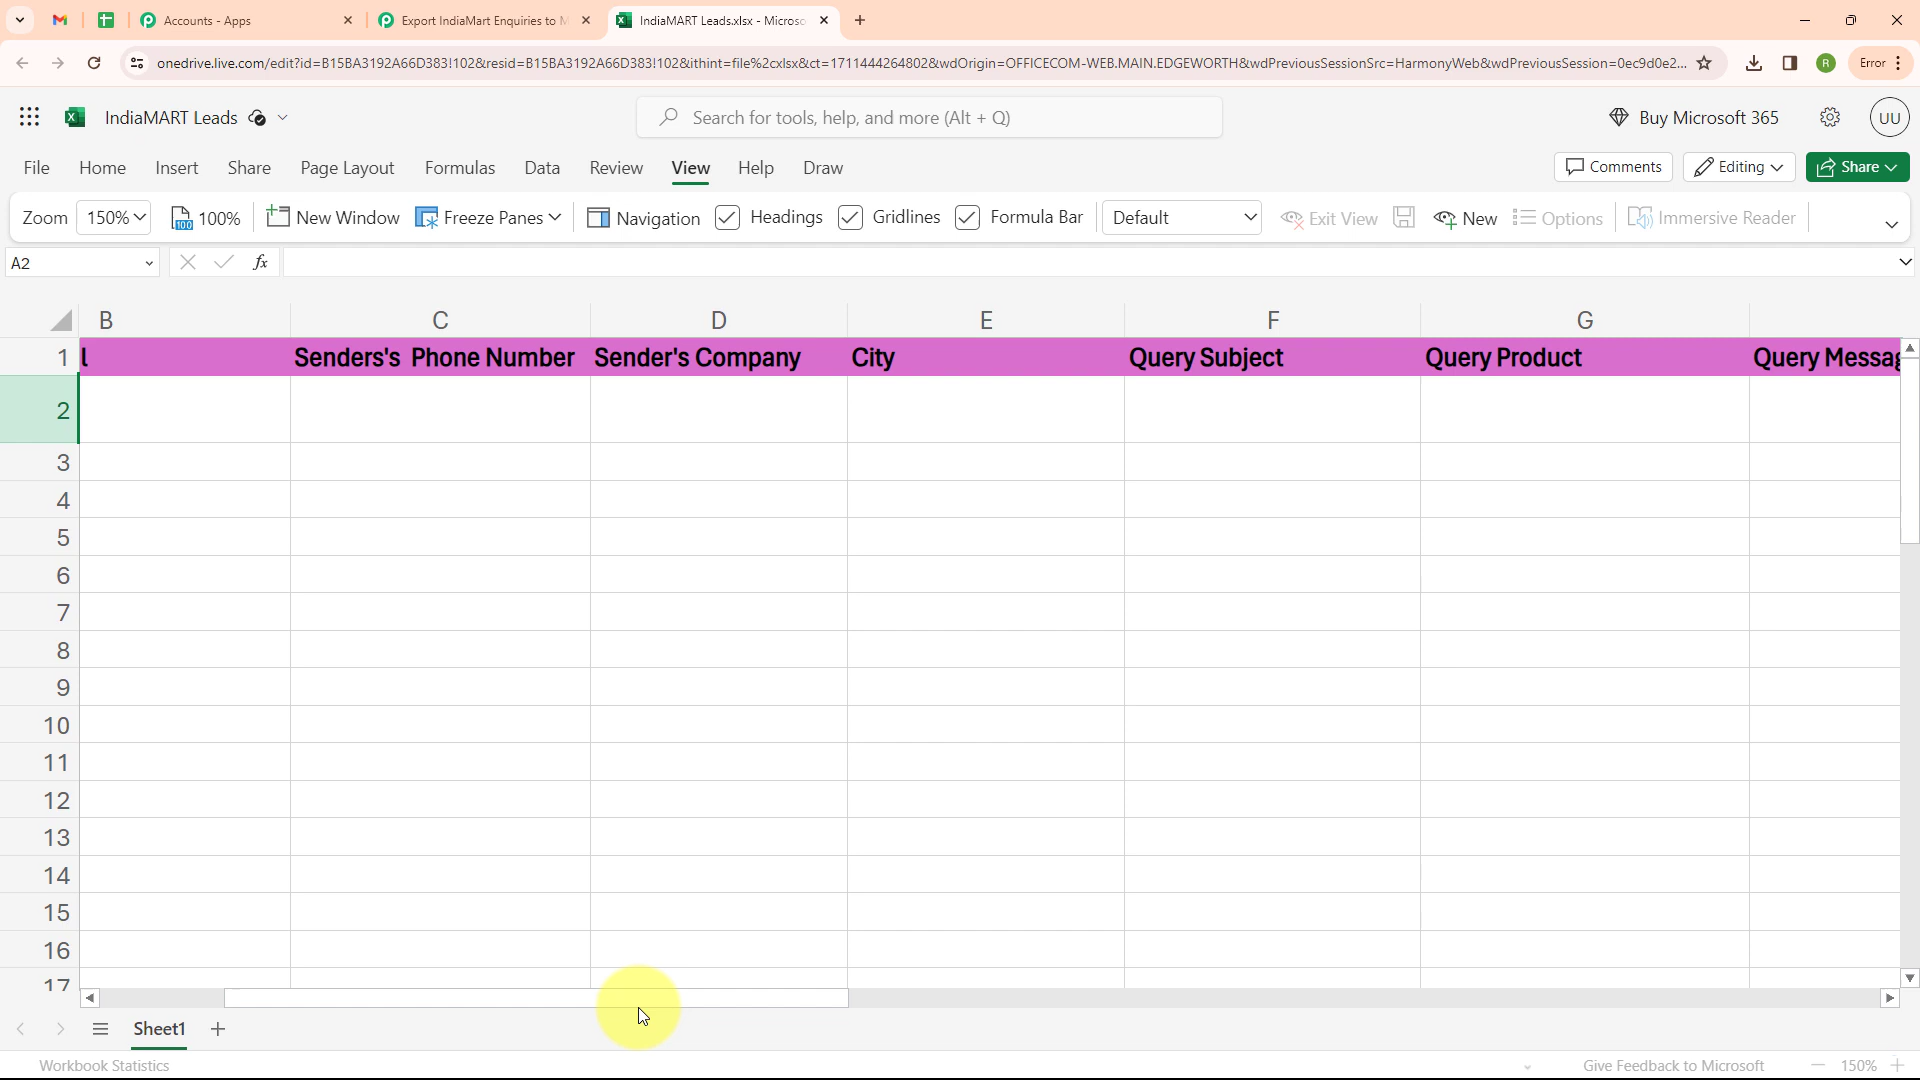 Accounts - Apps
Export IndiaMart Enquiries to M
IndiaMART Leads.xlsx - Microso
onedrive.live.com/edit?id=B15BA3192A66D383!102&resid=B15BA3192A66D383!102&ithint=file%2cxlsx&ct=1711444264802&wdOrigin=OFFICECOM-WEB.MAIN.EDGEWORTH&wdPreviousSessionSrc=HarmonyWeb&wdPreviousSession=0ec9d0e2...
R
Error
IndiaMART Leads
Search for tools, help, and more (Alt + Q)
Buy Microsoft 365
UU
File Home Insert Share Page Layout Formulas Data Review View Help Draw
Comments
Editing
Share
Zoom 150% 100% New Window Freeze Panes Navigation Headings Gridlines Formula Bar Default Exit View New Options Immersive Reader
A2
fx
B C D E F G
1 l Senders's Phone Number Sender's Company City Query Subject Query Product Query Messag
2
3
4
5
6
7
8
9
10
11
12
13
14
15
16
17
Sheet1
Workbook Statistics
Give Feedback to Microsoft
150%